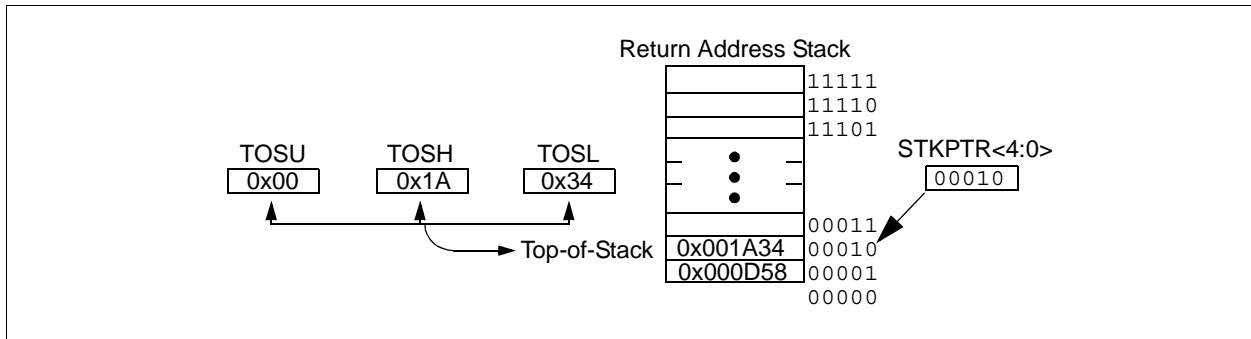 Return Address Stack
11111
11110
11101
TOSU TOSH TOSL
0x00 0x1A 0x34
STKPTR<4:0>
00010
00011
Top-of-Stack 0x001A34 00010
0x000D58 00001
00000